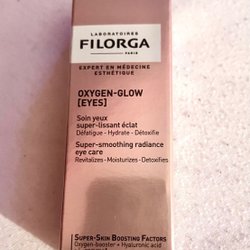 LABORATOIRES
FILORGA
PARIS
EXPERT EN MÉDECINE
ESTHÉTIQUE
OXYGEN-GLOW
[EYES]
Soin yeux
super-lissant éclat
Défatigue - Hydrate - Détoxifie
Super-smoothing radiance
eye care
Revitalizes - Moisturizes - Detoxifies
SUPER-SKIN BOOSTING FACTORS
Oxygen-booster + Hyaluronic acid